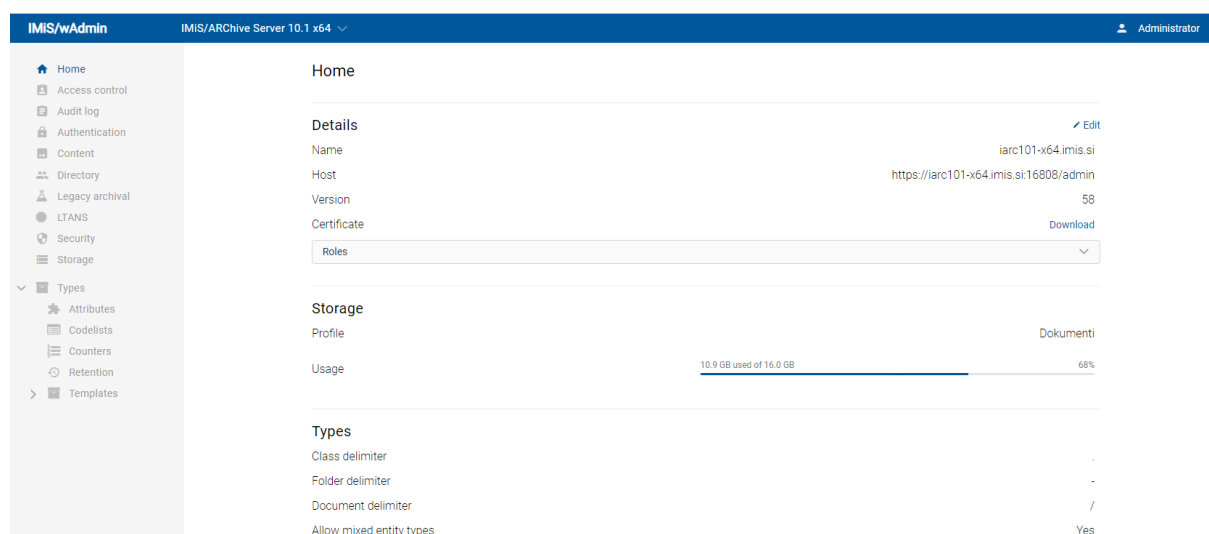 IMiS/wAdmin IMiS/ARChive Server 10.1 x64 Administrator
Home
Access control
Audit log
Authentication
Content
Directory
Legacy archival
LTANS
Security
Storage
Types
Attributes
Codelists
Counters
Retention
Templates
Home
Details Edit
Name iarc101-x64.imis.si
Host https://iarc101-x64.imis.si:16808/admin
Version 58
Certificate Download
Roles
Storage
Profile Dokumenti
Usage 10.9 GB used of 16.0 GB 68%
Types
Class delimiter .
Folder delimiter -
Document delimiter /
Allow mixed entity types Yes